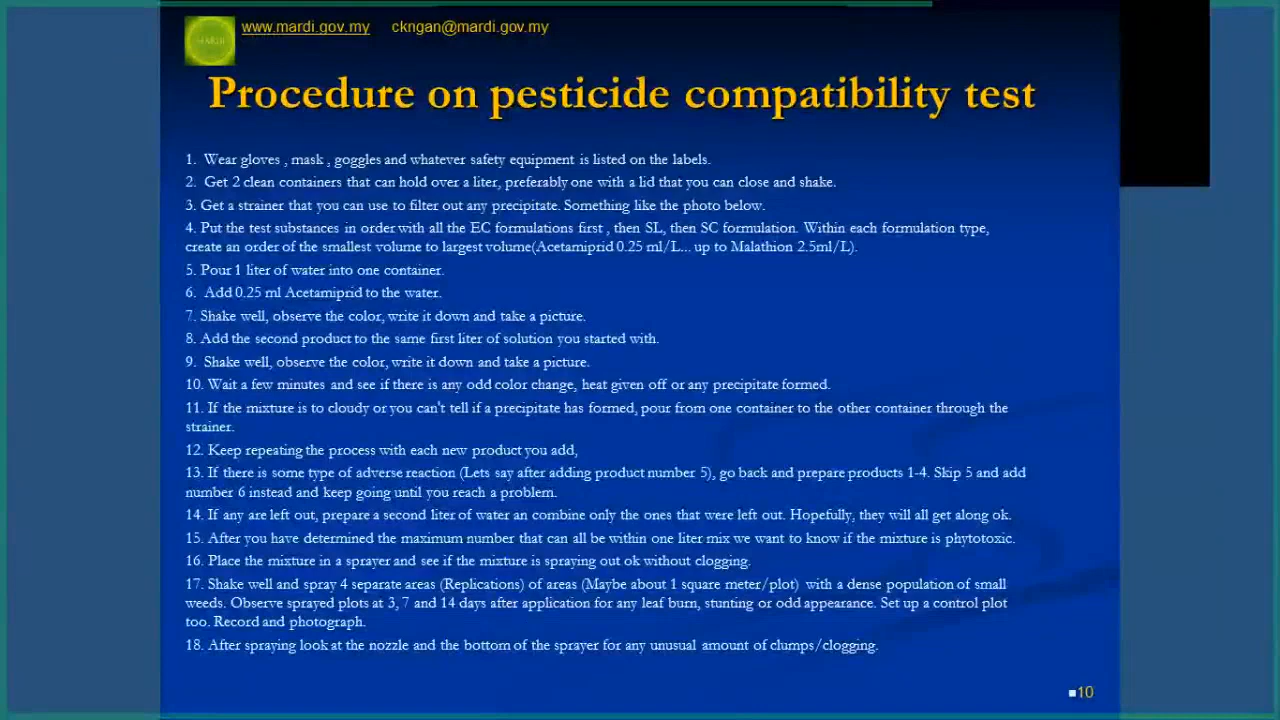 www.mardi.gov.my ckngan@mardi.gov.my
MARDI
Procedure on pesticide compatibility test
1. Wear gloves , mask , goggles and whatever safety equipment is listed on the labels.
2. Get 2 clean containers that can hold over a liter, preferably one with a lid that you can close and shake.
3. Get a strainer that you can use to filter out any precipitate. Something like the photo below.
4. Put the test substances in order with all the EC formulations first , then SL, then SC formulation. Within each formulation type,
create an order of the smallest volume to largest volume(Acetamiprid 0.25 ml/L... up to Malathion 2.5ml/L).
5. Pour 1 liter of water into one container.
6. Add 0.25 ml Acetamiprid to the water.
7. Shake well, observe the color, write it down and take a picture.
8. Add the second product to the same first liter of solution you started with.
9. Shake well, observe the color, write it down and take a picture.
10. Wait a few minutes and see if there is any odd color change, heat given off or any precipitate formed.
11. If the mixture is to cloudy or you can't tell if a precipitate has formed, pour from one container to the other container through the
strainer.
12. Keep repeating the process with each new product you add,
13. If there is some type of adverse reaction (Lets say after adding product number 5), go back and prepare products 1-4. Skip 5 and add
number 6 instead and keep going until you reach a problem.
14. If any are left out, prepare a second liter of water an combine only the ones that were left out. Hopefully, they will all get along ok.
15. After you have determined the maximum number that can all be within one liter mix we want to know if the mixture is phytotoxic.
16. Place the mixture in a sprayer and see if the mixture is spraying out ok without clogging.
17. Shake well and spray 4 separate areas (Replications) of areas (Maybe about 1 square meter/plot) with a dense population of small
weeds. Observe sprayed plots at 3, 7 and 14 days after application for any leaf burn, stunting or odd appearance. Set up a control plot
too. Record and photograph.
18. After spraying look at the nozzle and the bottom of the sprayer for any unusual amount of clumps/clogging.
10